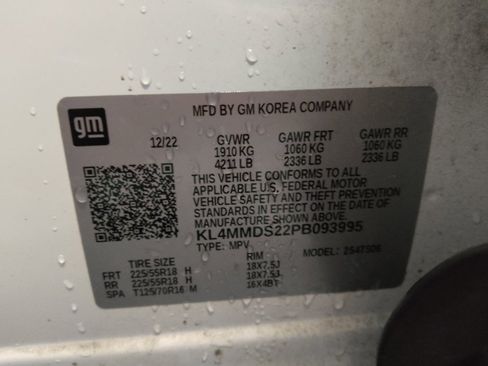 gm
MFD BY GM KOREA COMPANY
12/22 GVWR GAWR FRT GAWR RR
1910 KG 1060 KG 1060 KG
4211 LB 2336 LB 2336 LB
THIS VEHICLE CONFORMS TO ALL
APPLICABLE U.S. FEDERAL MOTOR
VEHICLE SAFETY AND THEFT PREVENTION
STANDARDS IN EFFECT ON THE DATE OF
MANUFACTURE SHOWN ABOVE.
KL4MMDS22PB093995
TYPE: MPV MODEL:
TIRE SIZE RIM
FRT 225/55R18 H 18X7.5J
RR 225/55R18 H 18X7.5J
SPA T125/70R16 M 16X4BT